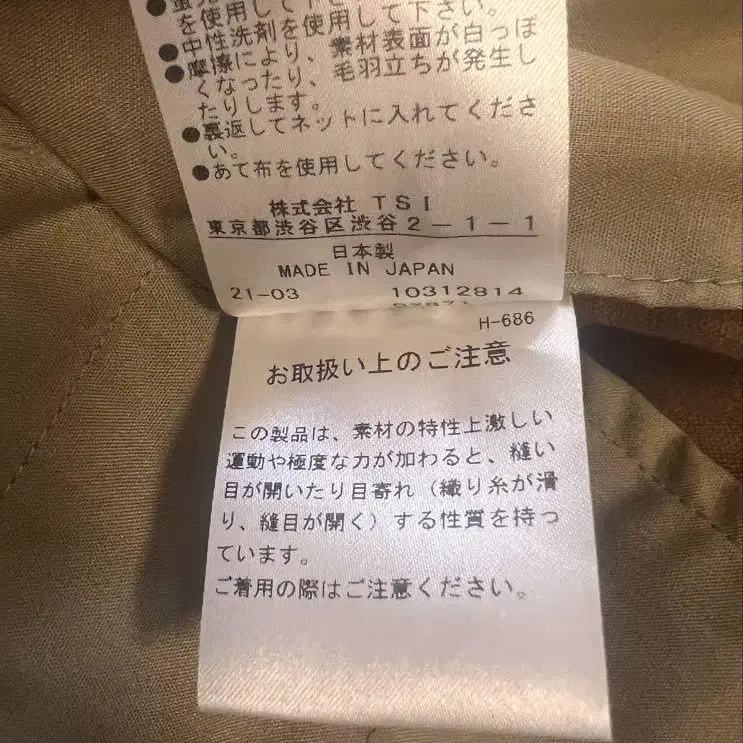 を使用して下さい。
●中性洗剤を使用して下さい。
●摩擦により、素材表面が白っぽ
くなったり、毛羽立ちが発生し
たりします。
●裏返してネットに入れてくださ
い。
●あて布を使用してください。
株式会社 TSI
東京都渋谷区渋谷2－1－1
日本製
MADE IN JAPAN
21-03 10312814
H-686
お取扱い上のご注意
この製品は、素材の特性上激しい
運動や極度な力が加わると、縫い
目が開いたり目寄れ（織り糸が滑
り、縫目が開く）する性質を持っ
ています。
ご着用の際はご注意ください。